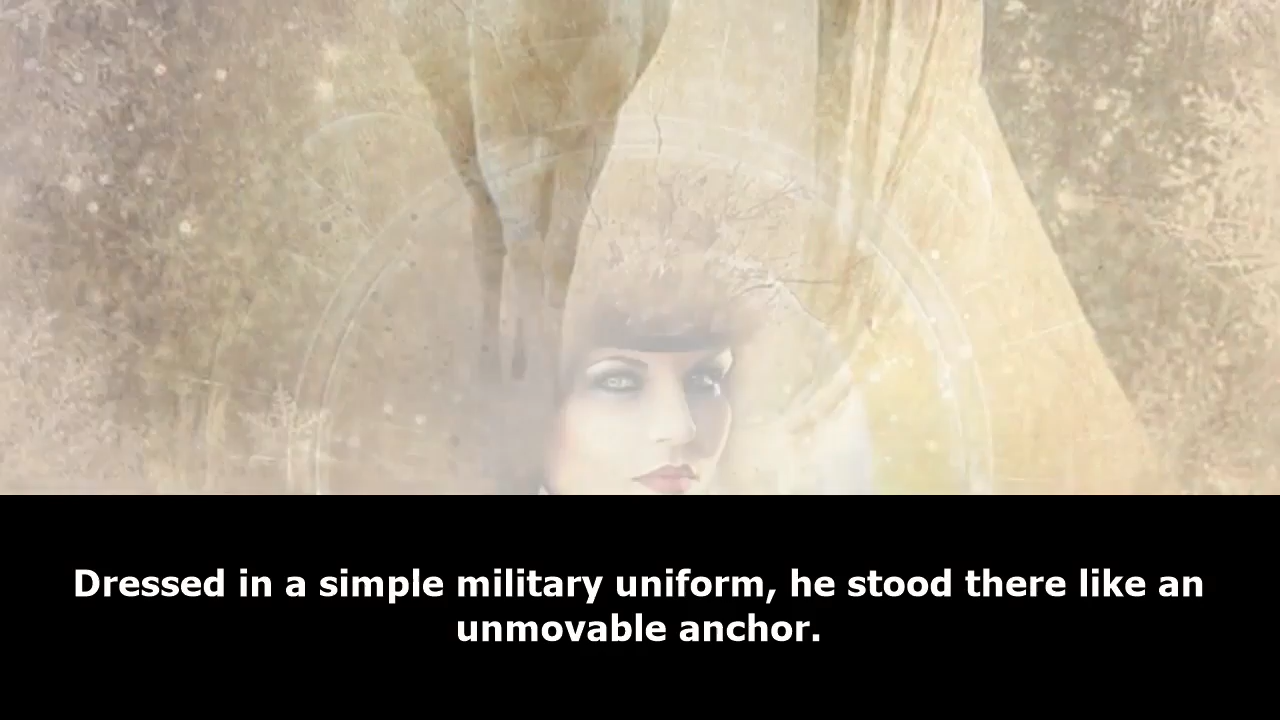 Dressed in a simple military uniform, he stood there like an
unmovable anchor.